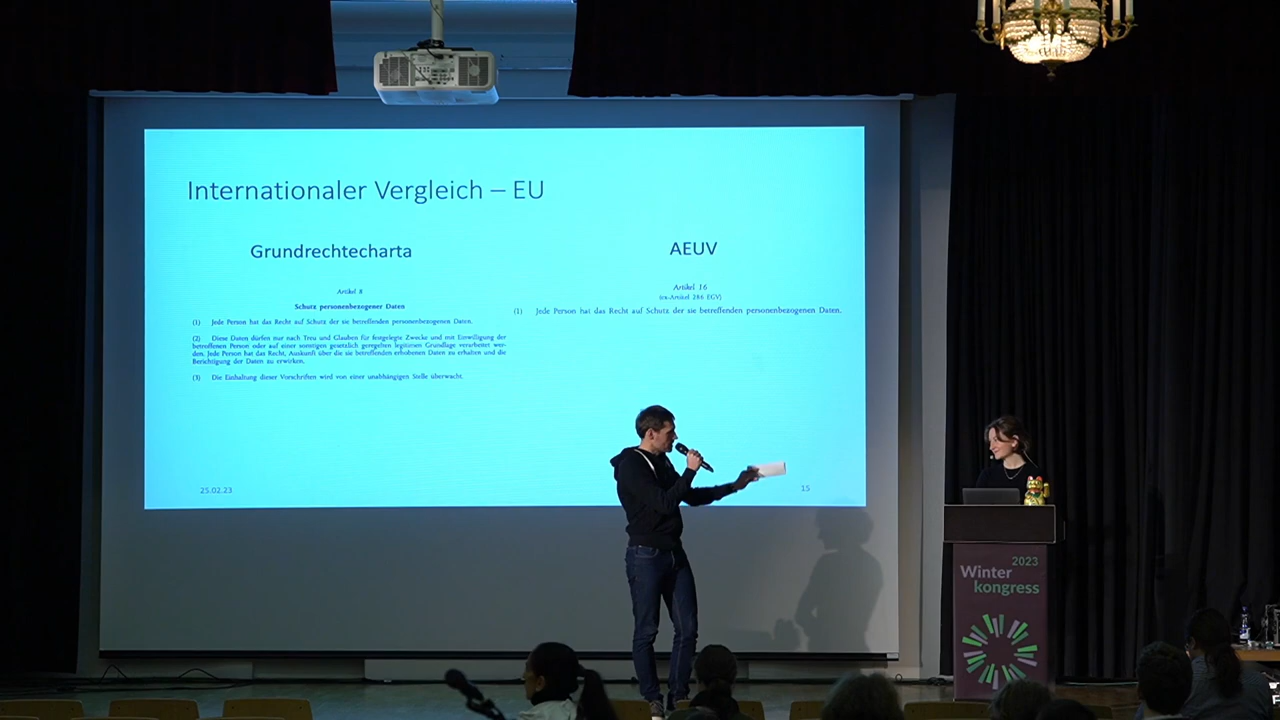 Internationaler Vergleich – EU
Grundrechtecharta
Artikel 8
Schutz personenbezogener Daten
(1) Jede Person hat das Recht auf Schutz der sie betreffenden personenbezogenen Daten.
(2) Diese Daten dürfen nur nach Treu und Glauben für festgelegte Zwecke und mit Einwilligung der
betroffenen Person oder auf einer sonstigen gesetzlich geregelten legitimen Grundlage verarbeitet wer-
den. Jede Person hat das Recht, Auskunft über die sie betreffenden erhobenen Daten zu erhalten und die
Berichtigung der Daten zu erwirken.
(3) Die Einhaltung dieser Vorschriften wird von einer unabhängigen Stelle überwacht.
AEUV
Artikel 16
(ex-Artikel 286 EGV)
(1) Jede Person hat das Recht auf Schutz der sie betreffenden personenbezogenen Daten.
25.02.23
15
2023
Winter
kongress